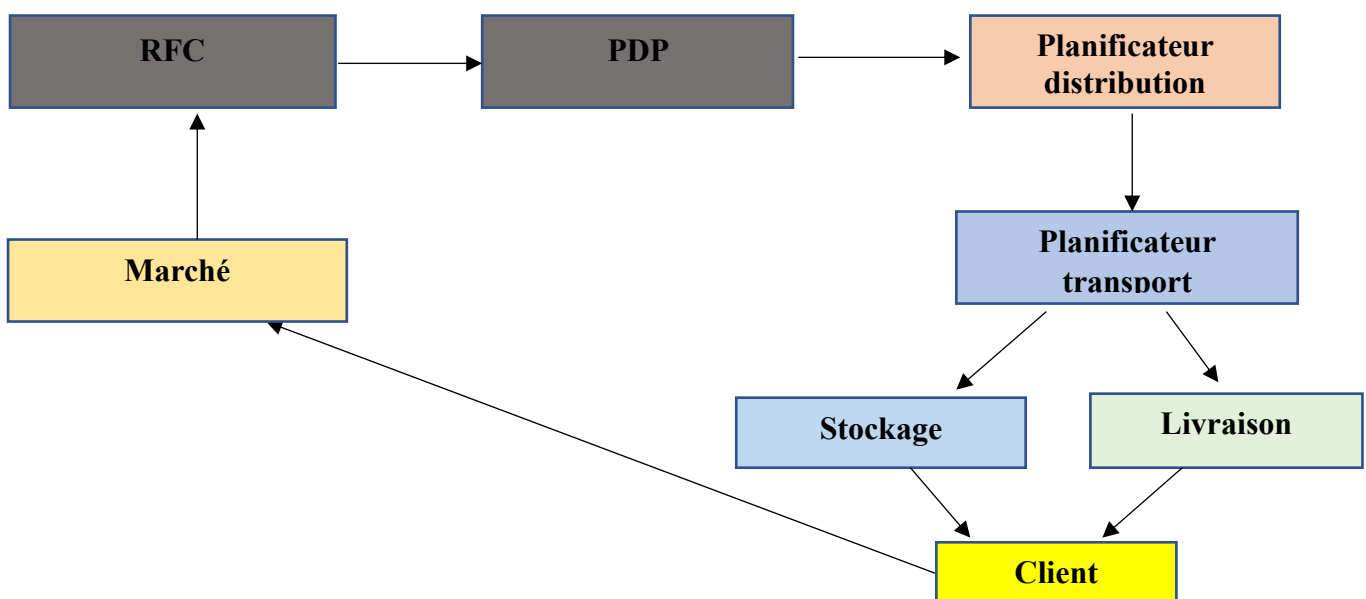 RFC
PDP
Planificateur
distribution
Marché
Planificateur
transport
Stockage
Livraison
Client